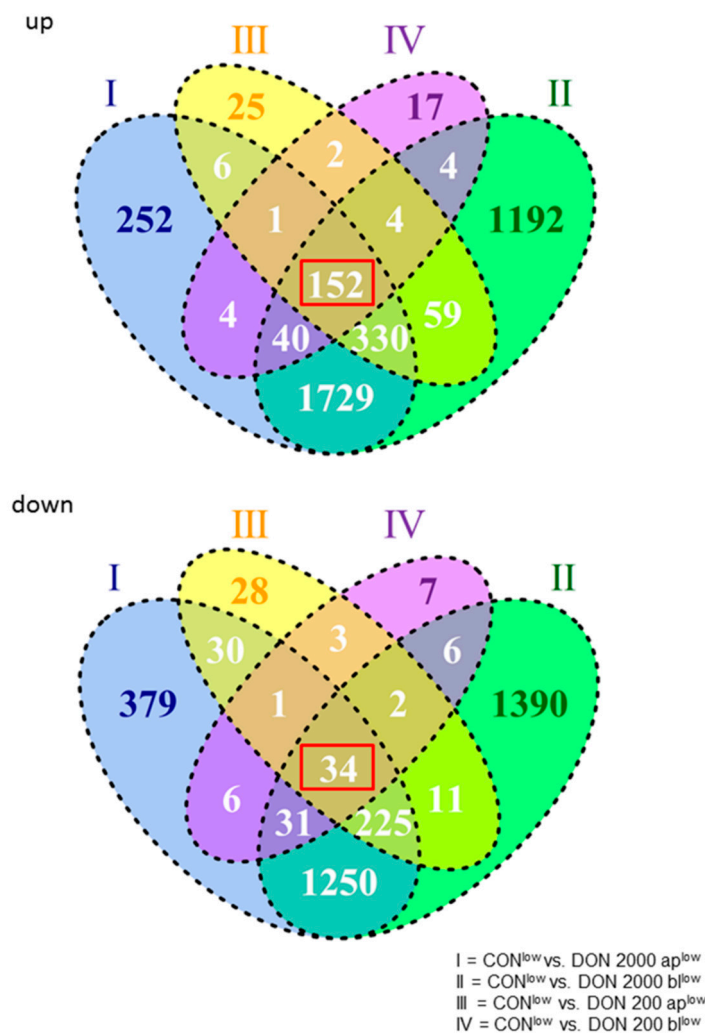 up
III IV
I II
25 17
6 2 4
252 1 4 1192
152
4 40 330 59
1729
down
III IV
I II
28 7
30 3 6
379 1 2 1390
34
6 31 225 11
1250
I = CONlow vs. DON 2000 aplow
II = CONlow vs. DON 2000 bllow
III = CONlow vs. DON 200 aplow
IV = CONlow vs. DON 200 bllow